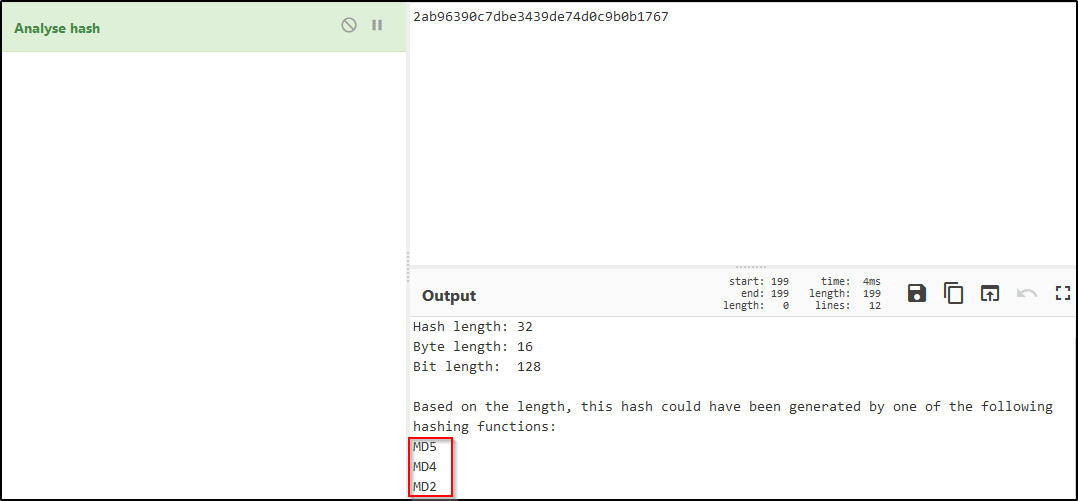 Analyse hash
2ab96390c7dbe3439de74d0c9b0b1767
Output
start: 199
end: 199
length: 0
time: 4ms
length: 199
lines: 12
Hash length: 32
Byte length: 16
Bit length: 128
Based on the length, this hash could have been generated by one of the following
hashing functions:
MD5
MD4
MD2